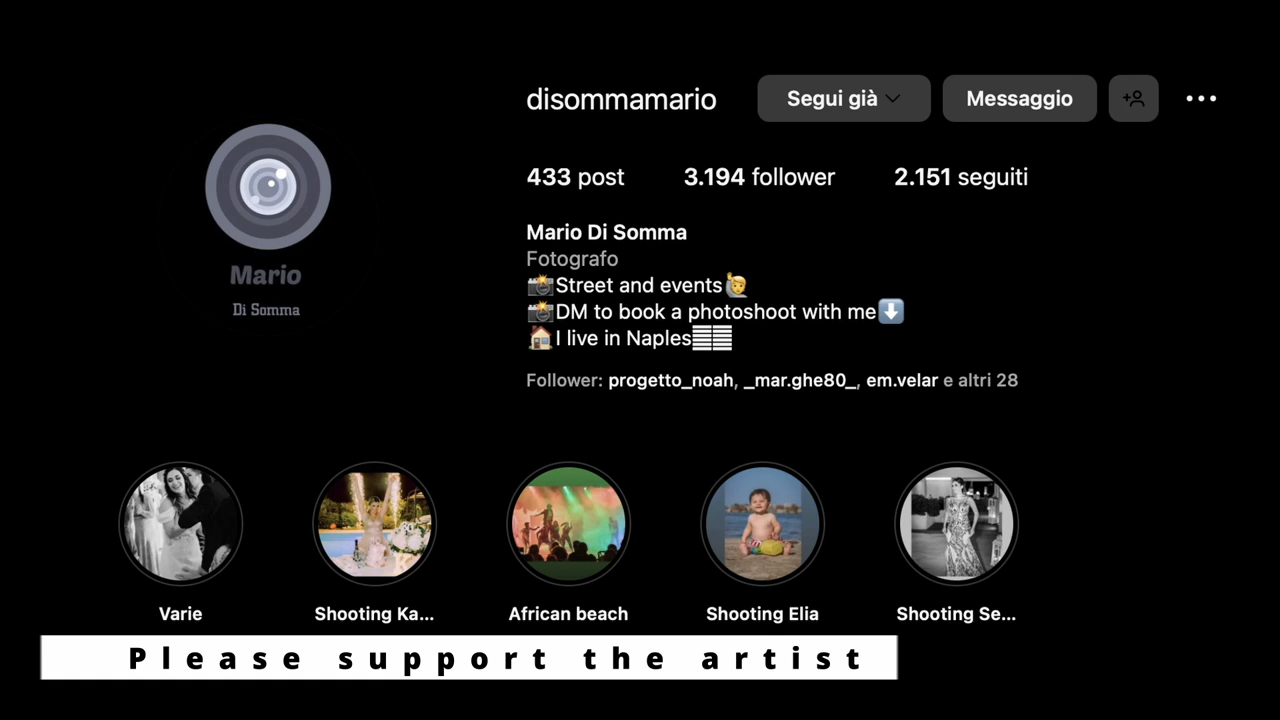 disommamario Segui già Messaggio
433 post 3.194 follower 2.151 seguiti
Mario
Di Somma
Mario Di Somma
Fotografo
📸Street and events🙋‍♂️
📸DM to book a photoshoot with me⬇️
🏠I live in Naples
Follower: progetto_noah, _mar.ghe80_, em.velar e altri 28
Varie Shooting Ka... African beach Shooting Elia Shooting Se...
Please support the artist